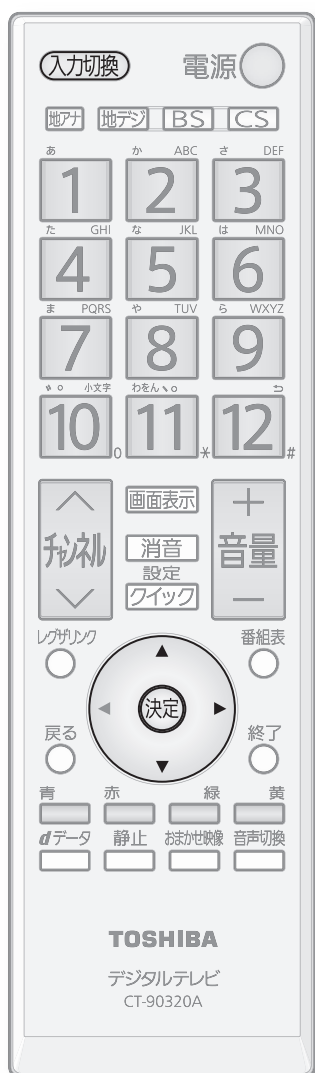 入力切換 電源
地アナ 地デジ BS CS
あ か ABC さ DEF
1 2 3
た GHI な JKL は MNO
4 5 6
ま PQRS や TUV ら WXYZ
7 8 9
゛゜ 小文字 わをん、。
10 0 11 * 12 #
チャンネル 画面表示 + 音量 -
消音
設定
クイック
レグザリンク 番組表
決定
戻る 終了
青 赤 緑 黄
dデータ 静止 おまかせ映像 音声切換
TOSHIBA
デジタルテレビ
CT-90320A